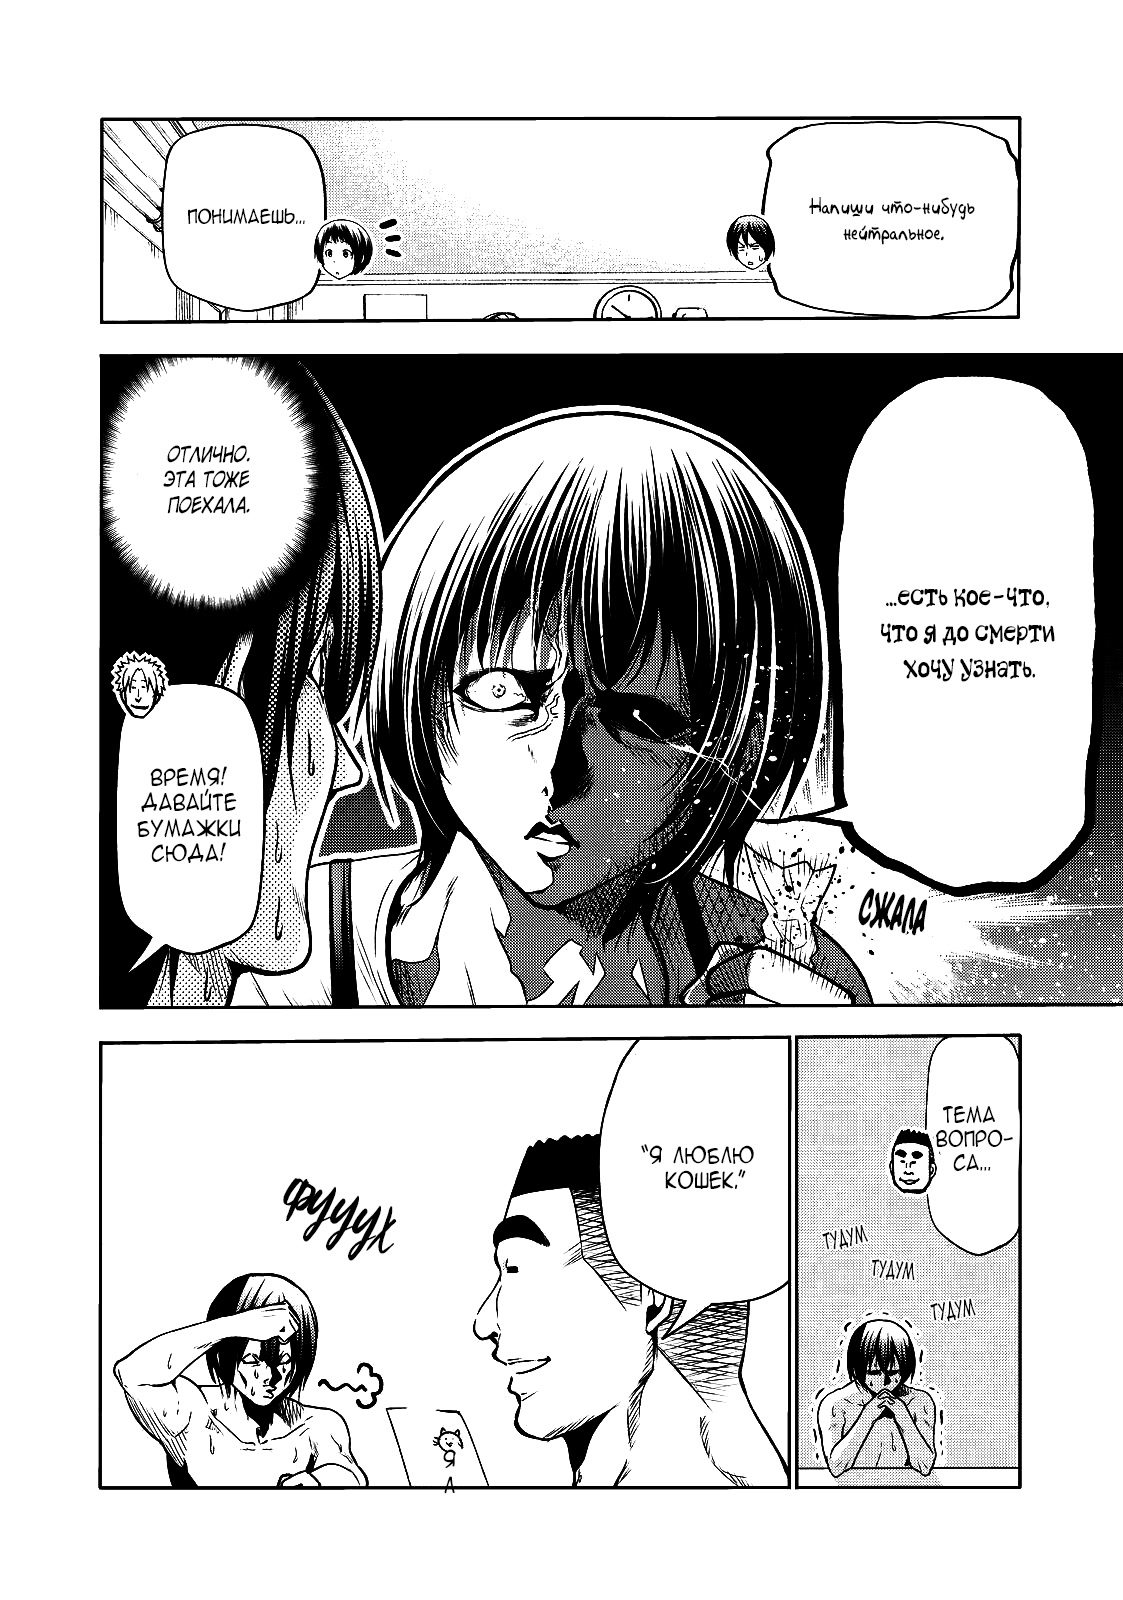 Напиши что-нибудь
нейтральное.
ПОНИМАЕШЬ...
...ЕСТЬ КОЕ-ЧТО,
ЧТО Я ДО СМЕРТИ
ХОЧУ УЗНАТЬ.
СЖАЛА
ОТЛИЧНО.
ЭТА ТОЖЕ
ПОЕХАЛА.
ВРЕМЯ!
ДАВАЙТЕ
БУМАЖКИ
СЮДА!
ТЕМА
ВОПРО-
СА...
ТУДУМ
ТУДУМ
ТУДУМ
"Я ЛЮБЛЮ
КОШЕК."
ФУУУХ
Я
Л